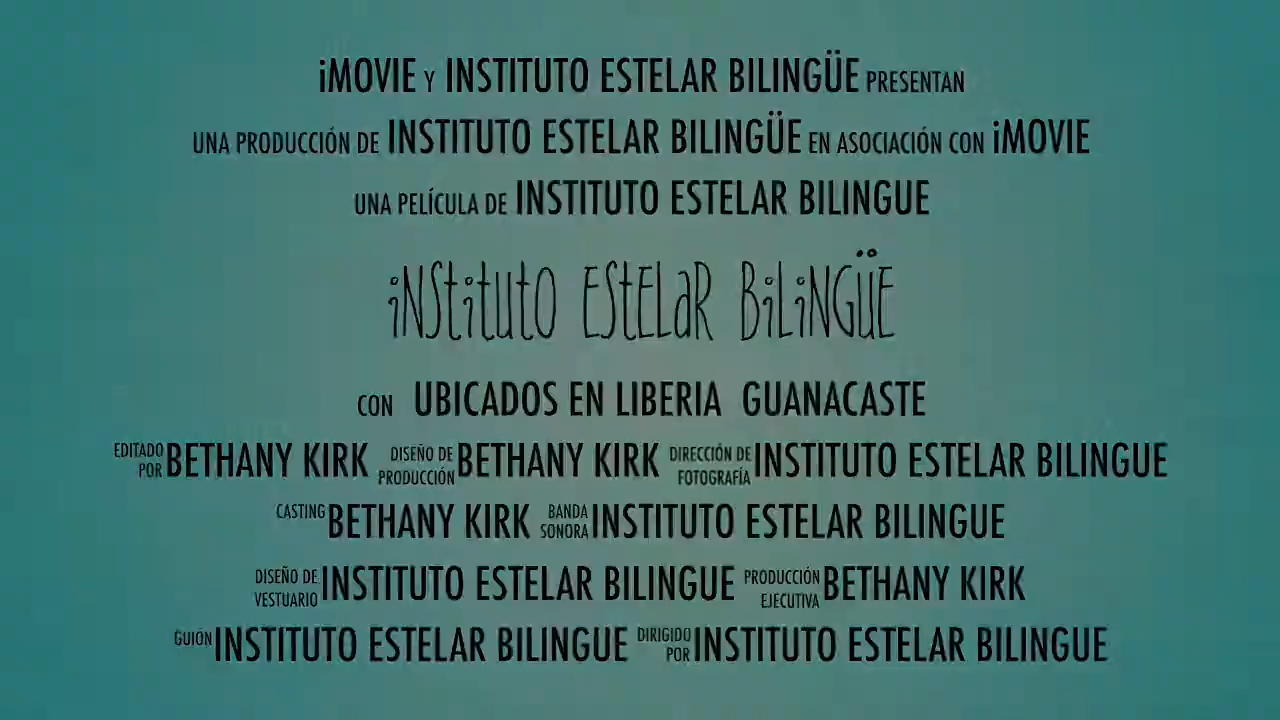 iMOVIE Y INSTITUTO ESTELAR BILINGÜE PRESENTAN
UNA PRODUCCIÓN DE INSTITUTO ESTELAR BILINGÜE EN ASOCIACIÓN CON iMOVIE
UNA PELÍCULA DE INSTITUTO ESTELAR BILINGUE
iNStituto EStELaR BiLiNGüE
CON UBICADOS EN LIBERIA GUANACASTE
EDITADO POR BETHANY KIRK DISEÑO DE PRODUCCIÓN BETHANY KIRK DIRECCIÓN DE FOTOGRAFÍA INSTITUTO ESTELAR BILINGUE
CASTING BETHANY KIRK BANDA SONORA INSTITUTO ESTELAR BILINGUE
DISEÑO DE VESTUARIO INSTITUTO ESTELAR BILINGUE PRODUCCIÓN EJECUTIVA BETHANY KIRK
GUIÓN INSTITUTO ESTELAR BILINGUE DIRIGIDO POR INSTITUTO ESTELAR BILINGUE